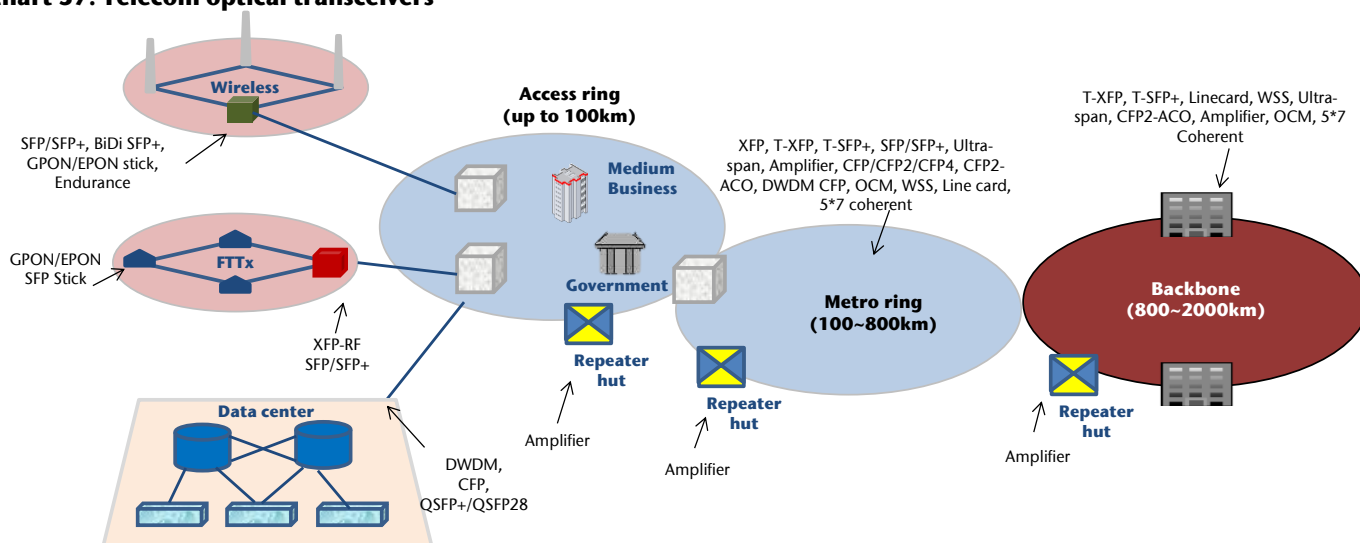 Telecom optical transceivers
Wireless
SFP/SFP+, BiDi SFP+,
GPON/EPON stick,
Endurance
GPON/EPON
SFP Stick
FTTx
XFP-RF
SFP/SFP+
Data center
DWDM,
CFP,
QSFP+/QSFP28
Access ring
(up to 100km)
Medium
Business
Government
Repeater
hut
Amplifier
XFP, T-XFP, T-SFP+, SFP/SFP+, Ultra-
span, Amplifier, CFP/CFP2/CFP4, CFP2-
ACO, DWDM CFP, OCM, WSS, Line card,
5*7 coherent
Metro ring
(100~800km)
Repeater
hut
Amplifier
T-XFP, T-SFP+, Linecard, WSS, Ultra-
span, CFP2-ACO, Amplifier, OCM, 5*7
Coherent
Backbone
(800~2000km)
Repeater
hut
Amplifier